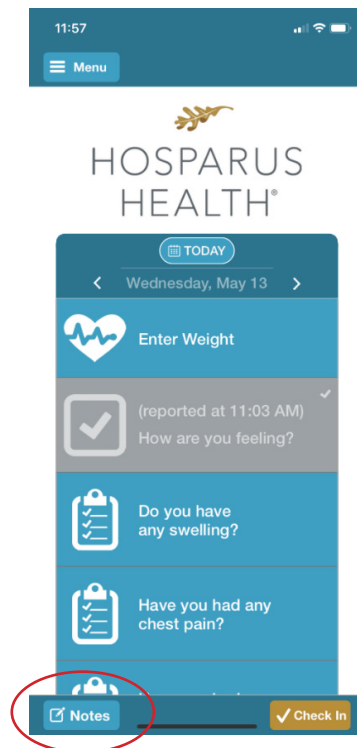 11:57
Menu
HOSPARUS
HEALTH®
TODAY
Wednesday, May 13
Enter Weight
(reported at 11:03 AM)
How are you feeling?
Do you have
any swelling?
Have you had any
chest pain?
Notes
Check In